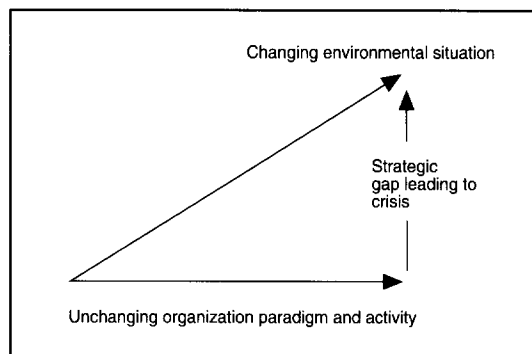 Changing environmental situation
Strategic
gap leading to
crisis
Unchanging organization paradigm and activity